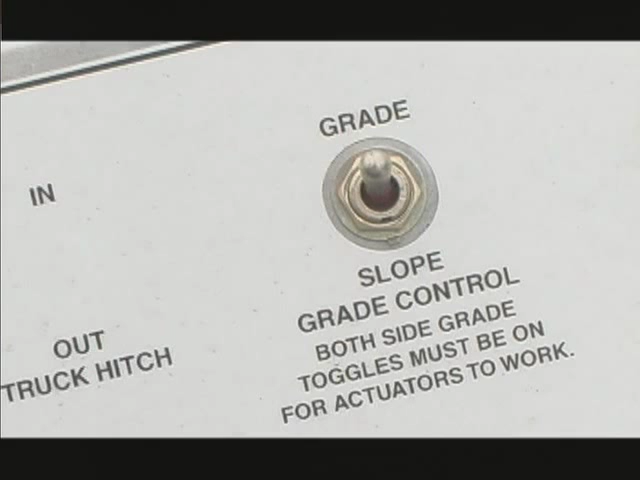 IN
OUT
TRUCK HITCH
GRADE
SLOPE
GRADE CONTROL
BOTH SIDE GRADE
TOGGLES MUST BE ON
FOR ACTUATORS TO WORK.